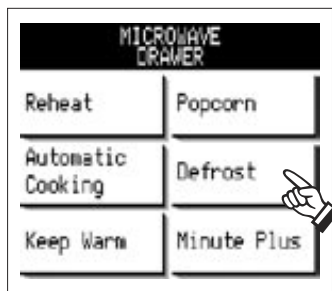 MICROWAVE
DRAWER
Reheat
Popcorn
Automatic
Cooking
Defrost
Keep Warm
Minute Plus